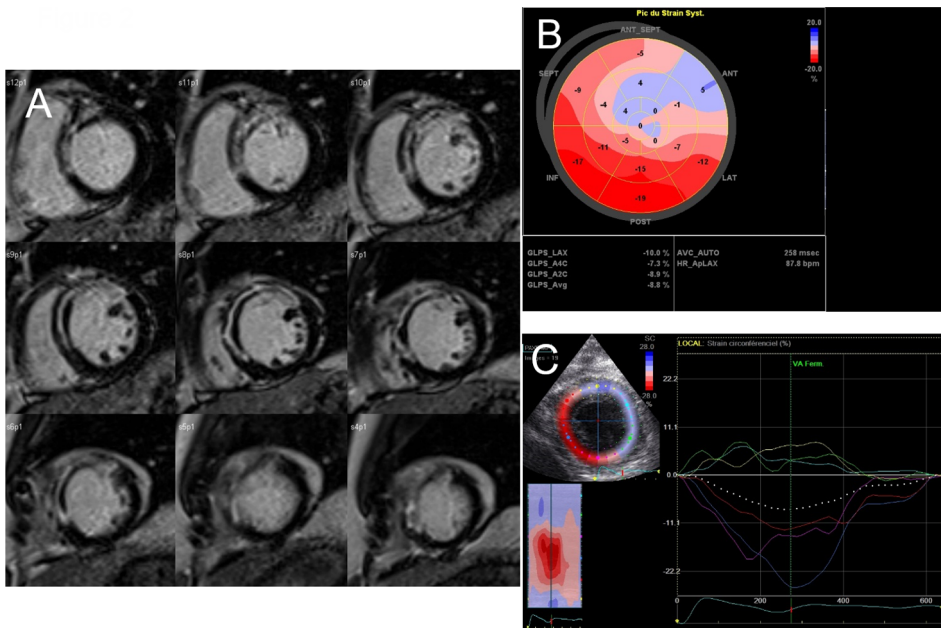 A
s12p1
s11p1
s10p1
s9p1
s8p1
s7p1
s6p1
s5p1
s4p1
B
Pic du Strain Syst.
ANT_SEPT
20.0
-20.0
%
SEPT
ANT
INF
LAT
POST
-5
-9
5
4
-1
-4
4
0
0
-5
0
-11
-7
-17
-15
-12
-19
GLPS_LAX -10.0 % AVC_AUTO 258 msec
GLPS_A4C -7.3 % HR_ApLAX 87.8 bpm
GLPS_A2C -8.9 %
GLPS_Avg -8.8 %
C
SC
28.0
%
LOCAL: Strain circonférenciel (%)
VA Ferm
22.2
11.1
0.0
-11.1
-22.2
0 200 400 600